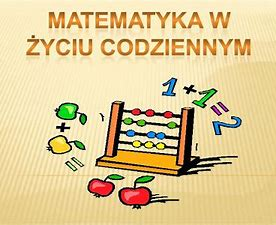 MATEMATYKA W
ŻYCIU CODZIENNYM
1+1=2
+
=